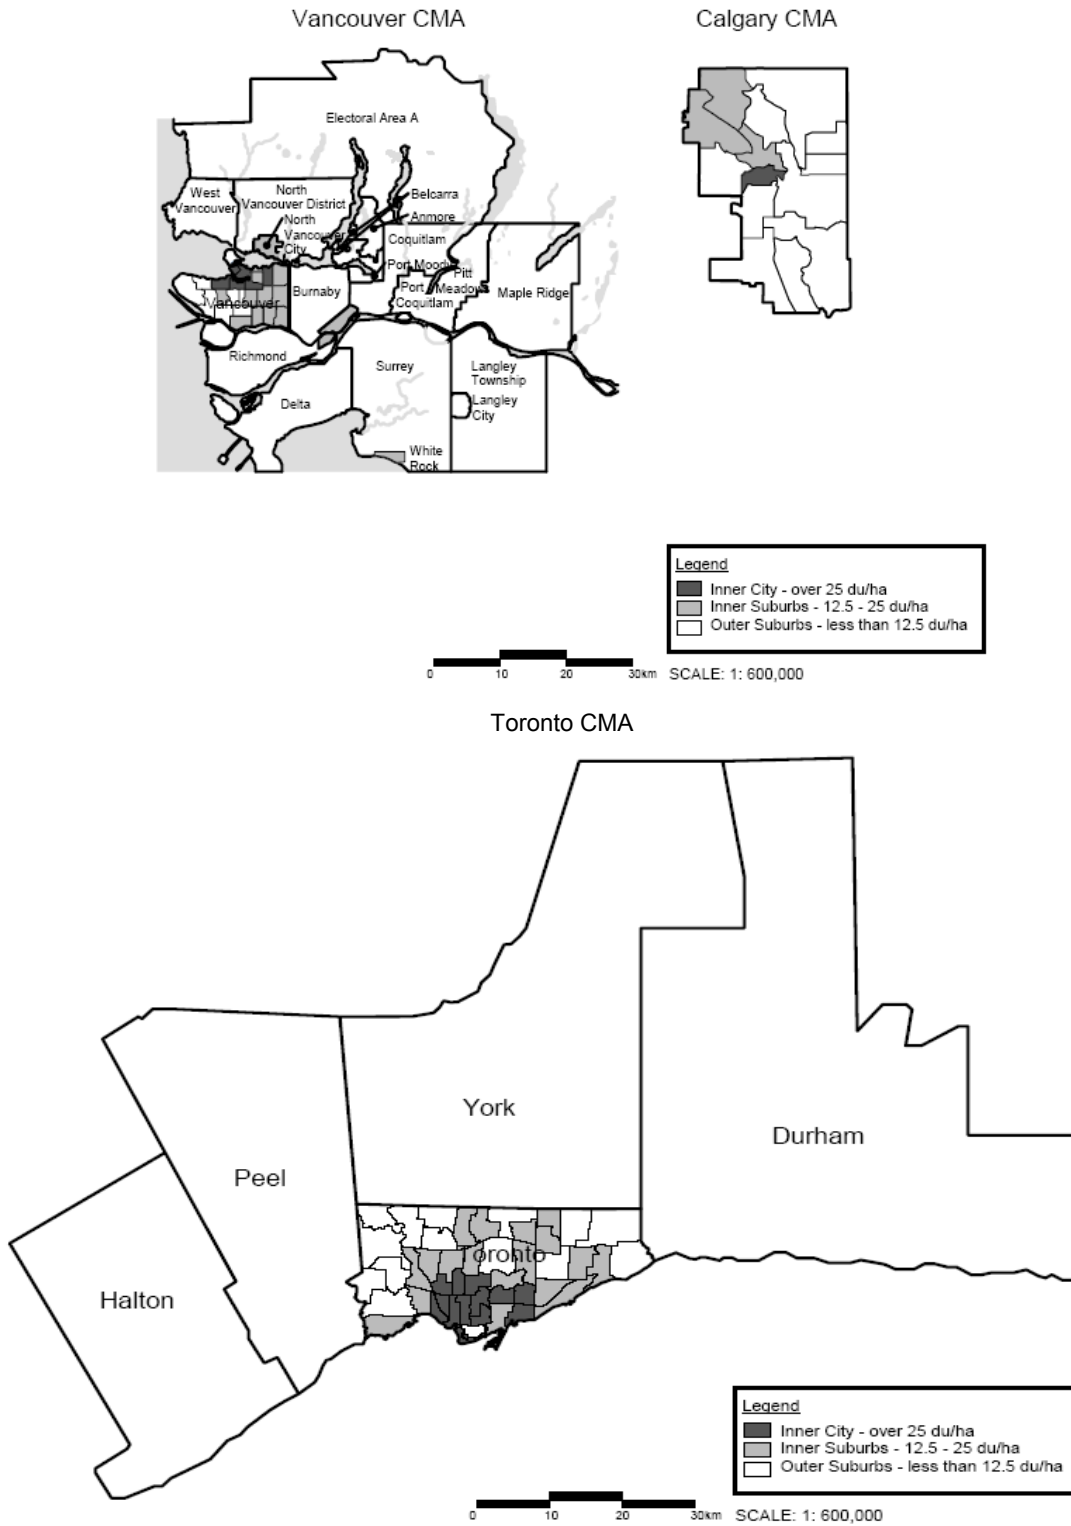 Vancouver CMA
Calgary CMA
Electoral Area A
West
Vancouver
North
Vancouver District
North
Vancouver
City
Belcarra
Anmore
Coquitlam
Port Moody
Pitt
Meadows
Port
Coquitlam
Maple Ridge
Vancouver
Burnaby
Richmond
Surrey
Langley
Township
Langley
City
Delta
White
Rock
Legend
Inner City - over 25 du/ha
Inner Suburbs - 12.5 - 25 du/ha
Outer Suburbs - less than 12.5 du/ha
0 10 20 30km SCALE: 1: 600,000
Toronto CMA
York
Durham
Peel
Toronto
Halton
Legend
Inner City - over 25 du/ha
Inner Suburbs - 12.5 - 25 du/ha
Outer Suburbs - less than 12.5 du/ha
0 10 20 30km SCALE: 1: 600,000